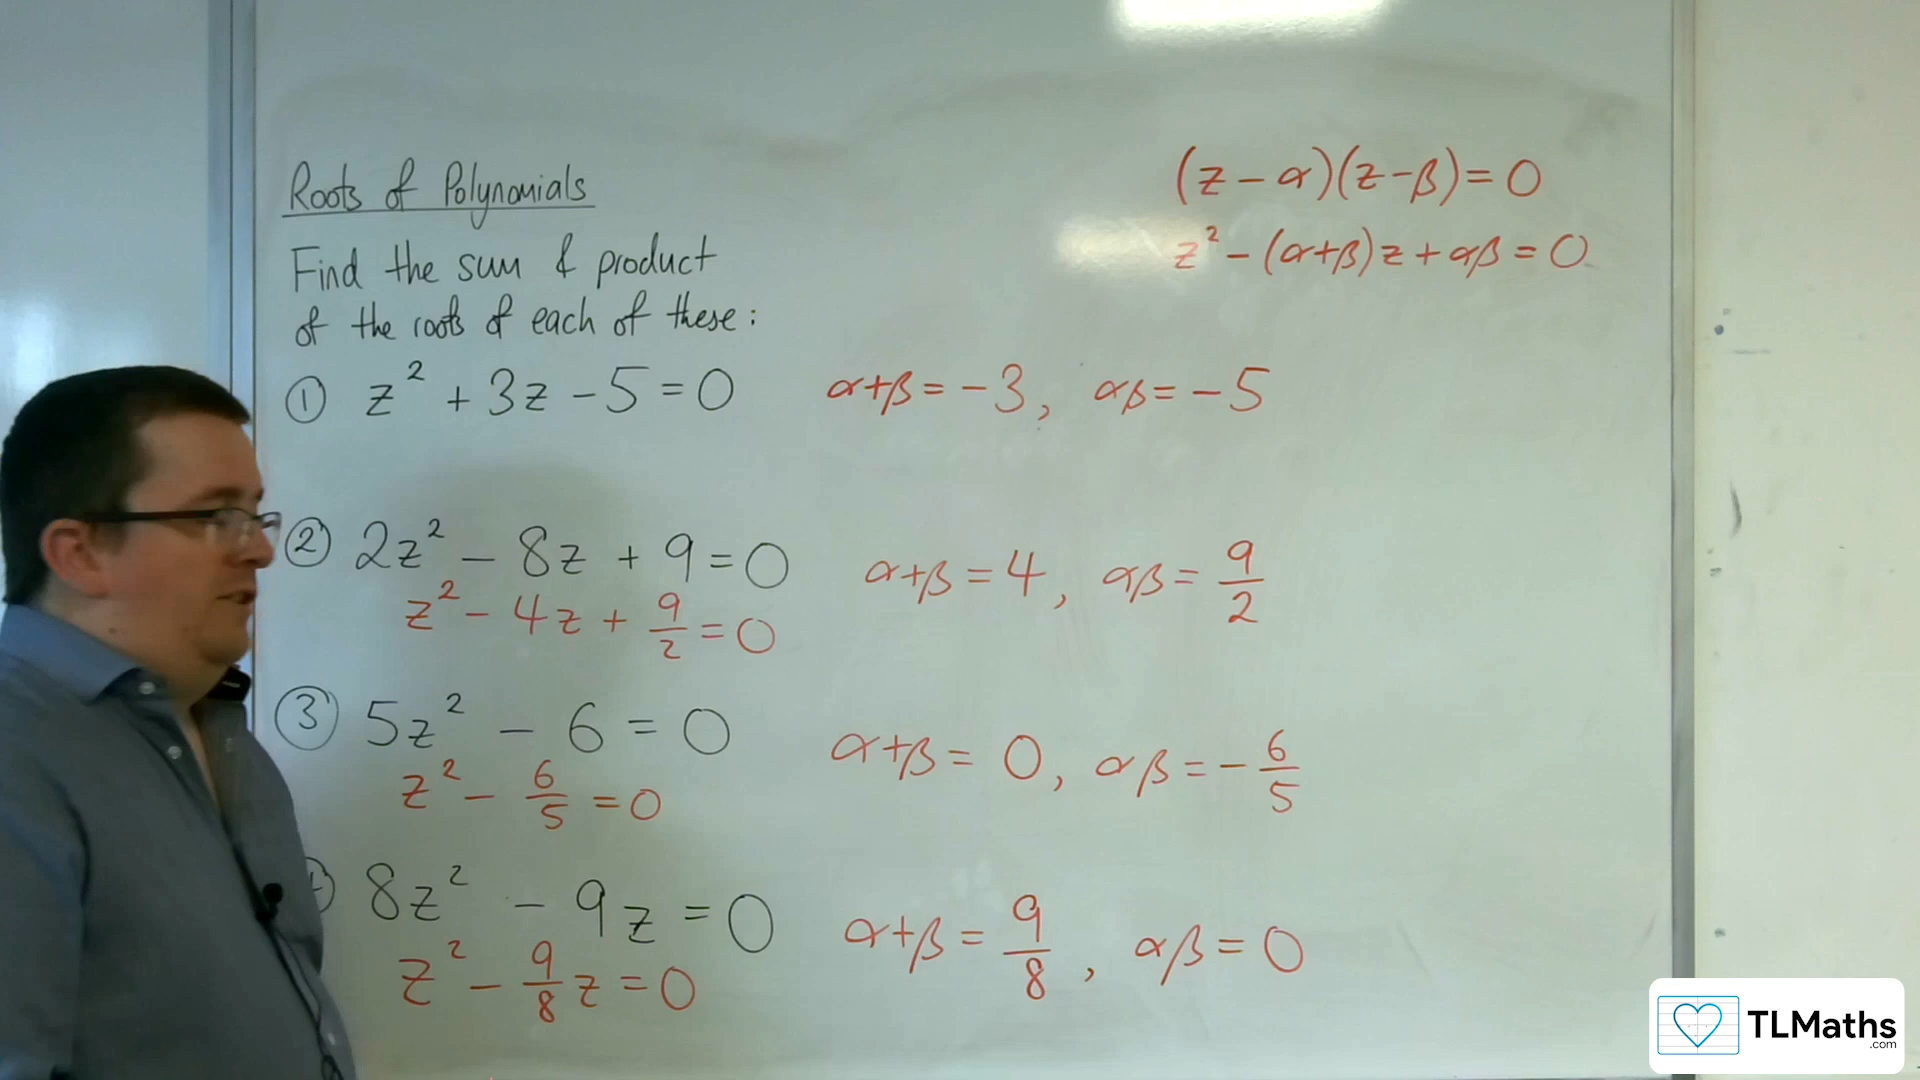 Roots of Polynomials
Find the sum & product
of the roots of each of these:
(z-α)(z-β)=0
z²-(α+β)z+αβ=0
① z²+3z-5=0
α+β=-3, αβ=-5
② 2z²-8z+9=0
z²-4z+9/2=0
α+β=4, αβ=9/2
③ 5z²-6=0
z²-6/5=0
α+β=0, αβ=-6/5
8z²-9z=0
z²-9/8z=0
α+β=9/8, αβ=0
TLMaths
.com